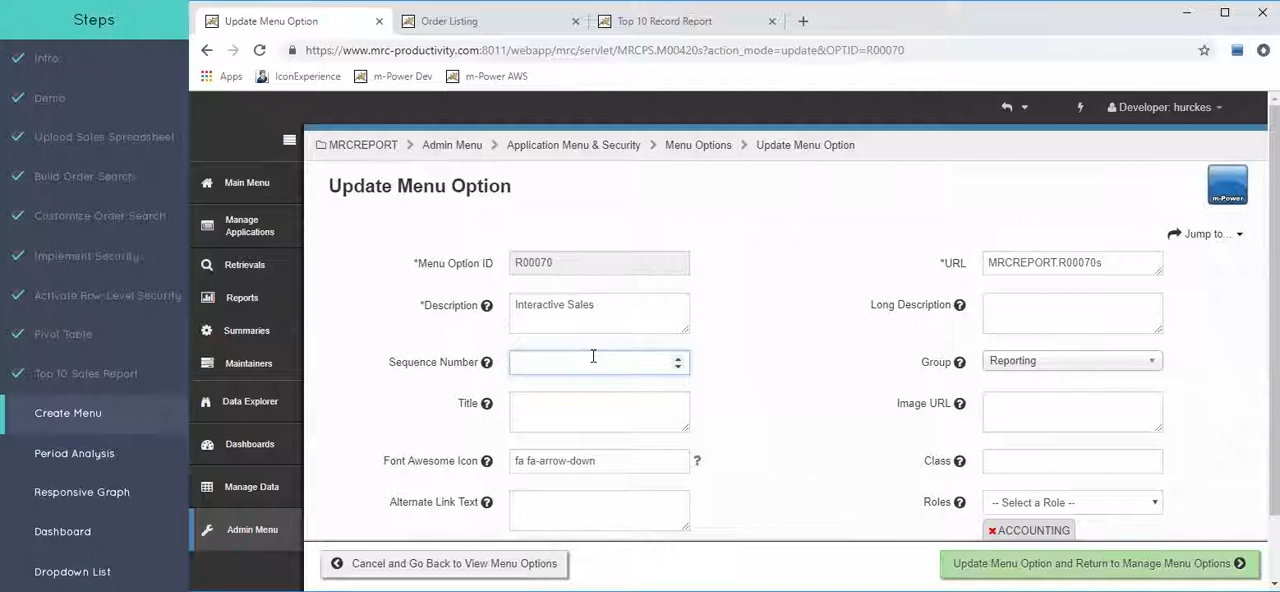 Steps
Intro
Demo
Upload Sales Spreadsheet
Build Order Search
Customize Order Search
Implement Security
Activate Row-Level Security
Pivot Table
Top 10 Sales Report
Create Menu
Period Analysis
Responsive Graph
Dashboard
Dropdown List
Update Menu Option
Order Listing
Top 10 Record Report
https://www.mrc-productivity.com:8011/webapp/mrc/servlet/MRCPS.M00420s?action_mode=update&OPTID=R00070
Apps IconExperience m-Power Dev m-Power AWS
Developer: hurckes
MRCREPORT Admin Menu Application Menu & Security Menu Options Update Menu Option
Main Menu
Manage
Applications
Retrievals
Reports
Summaries
Maintainers
Data Explorer
Dashboards
Manage Data
Admin Menu
Update Menu Option
m-Power
Jump to...
*Menu Option ID R00070
*URL MRCREPORT.R00070s
*Description Interactive Sales
Long Description
Sequence Number
Group Reporting
Title
Image URL
Font Awesome Icon fa fa-arrow-down ?
Class
Alternate Link Text
Roles -- Select a Role --
ACCOUNTING
Cancel and Go Back to View Menu Options
Update Menu Option and Return to Manage Menu Options